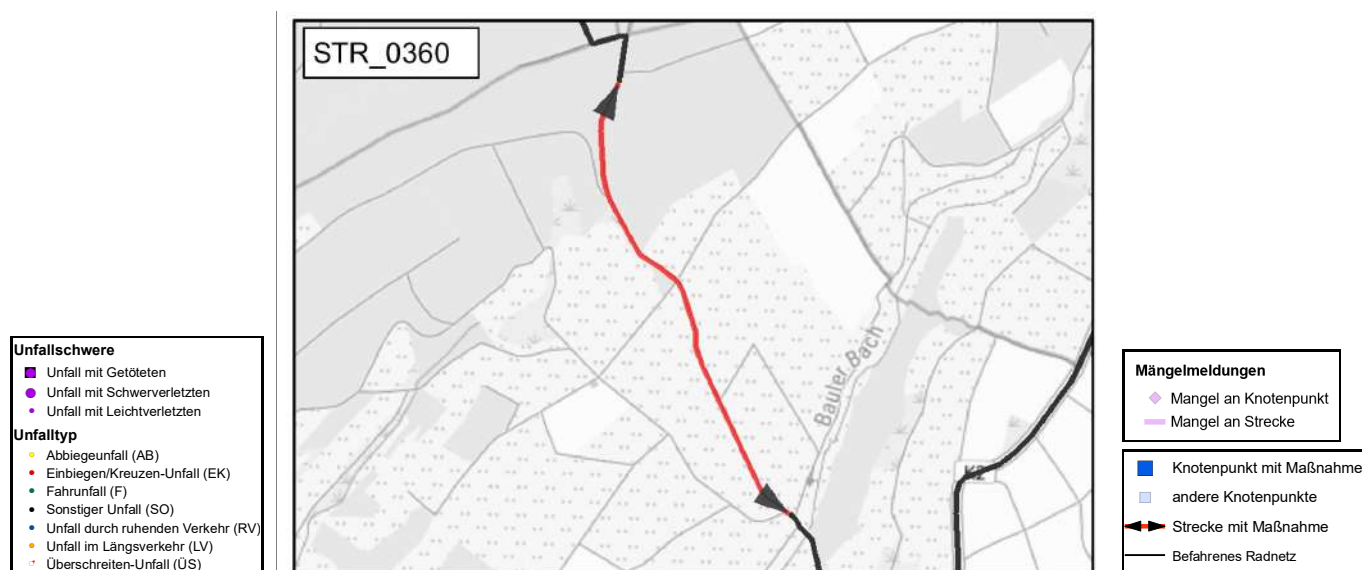 STR_0360
Bauler Bach
K2
Unfallschwere
Unfall mit Getöteten
Unfall mit Schwerverletzten
Unfall mit Leichtverletzten
Unfalltyp
Abbiegeunfall (AB)
Einbiegen/Kreuzen-Unfall (EK)
Fahrunfall (F)
Sonstiger Unfall (SO)
Unfall durch ruhenden Verkehr (RV)
Unfall im Längsverkehr (LV)
Überschreiten-Unfall (ÜS)
Mängelmeldungen
Mangel an Knotenpunkt
Mangel an Strecke
Knotenpunkt mit Maßnahme
andere Knotenpunkte
Strecke mit Maßnahme
Befahrenes Radnetz